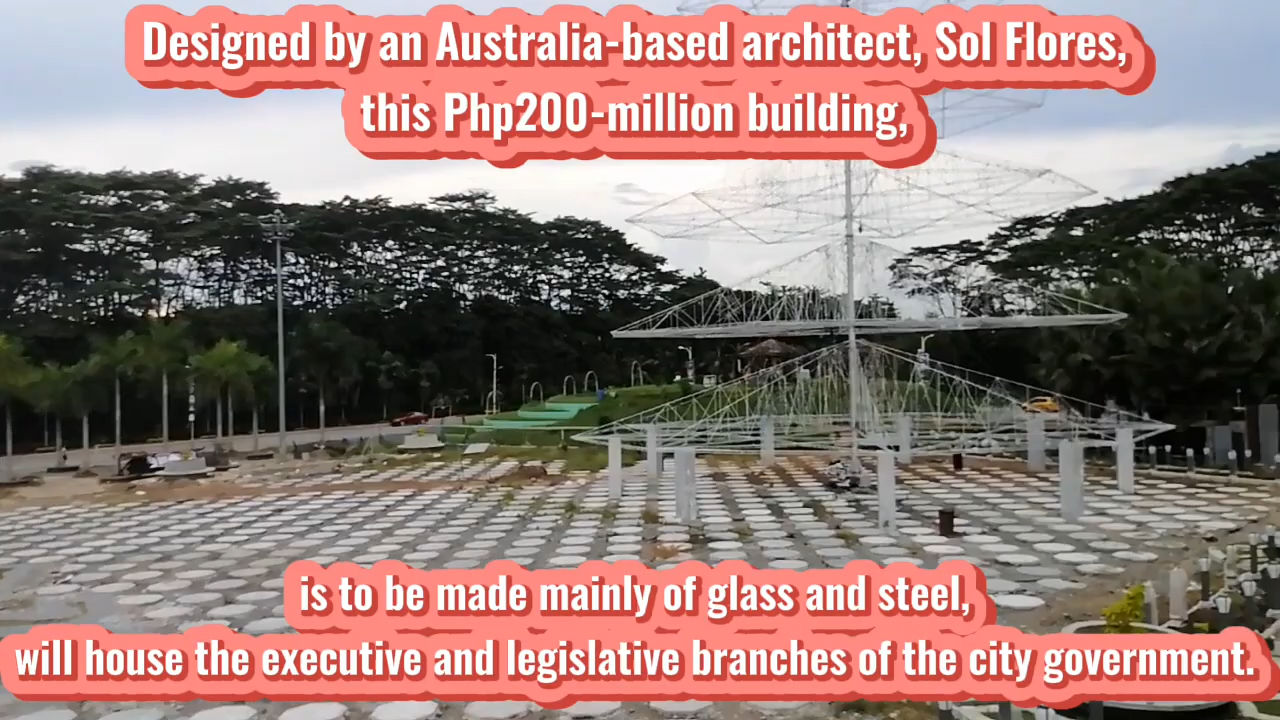 Designed by an Australia-based architect, Sol Flores,
this Php200-million building,
is to be made mainly of glass and steel,
will house the executive and legislative branches of the city government.